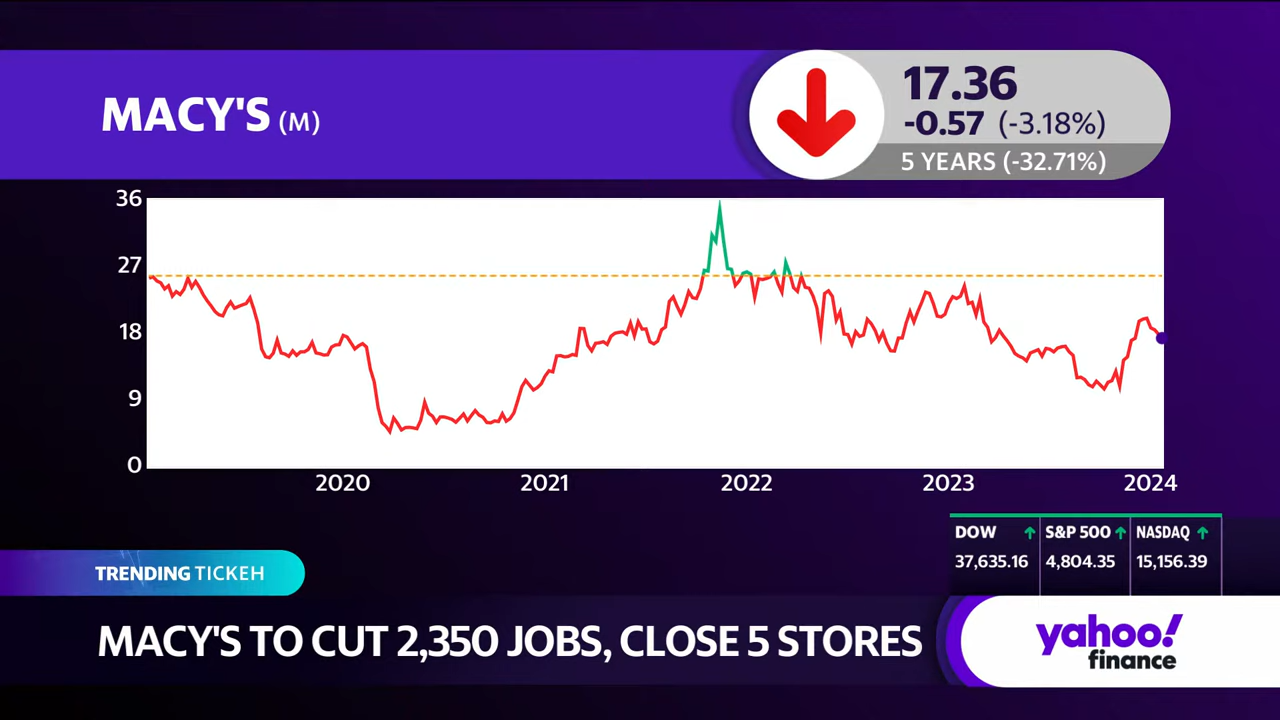 MACY'S (M)
17.36
-0.57 (-3.18%)
5 YEARS (-32.71%)
36
27
18
9
0
2020 2021 2022 2023 2024
DOW S&P 500 NASDAQ
37,635.16 4,804.35 15,156.39
TRENDING TICKEH
MACY'S TO CUT 2,350 JOBS, CLOSE 5 STORES
yahoo!
finance